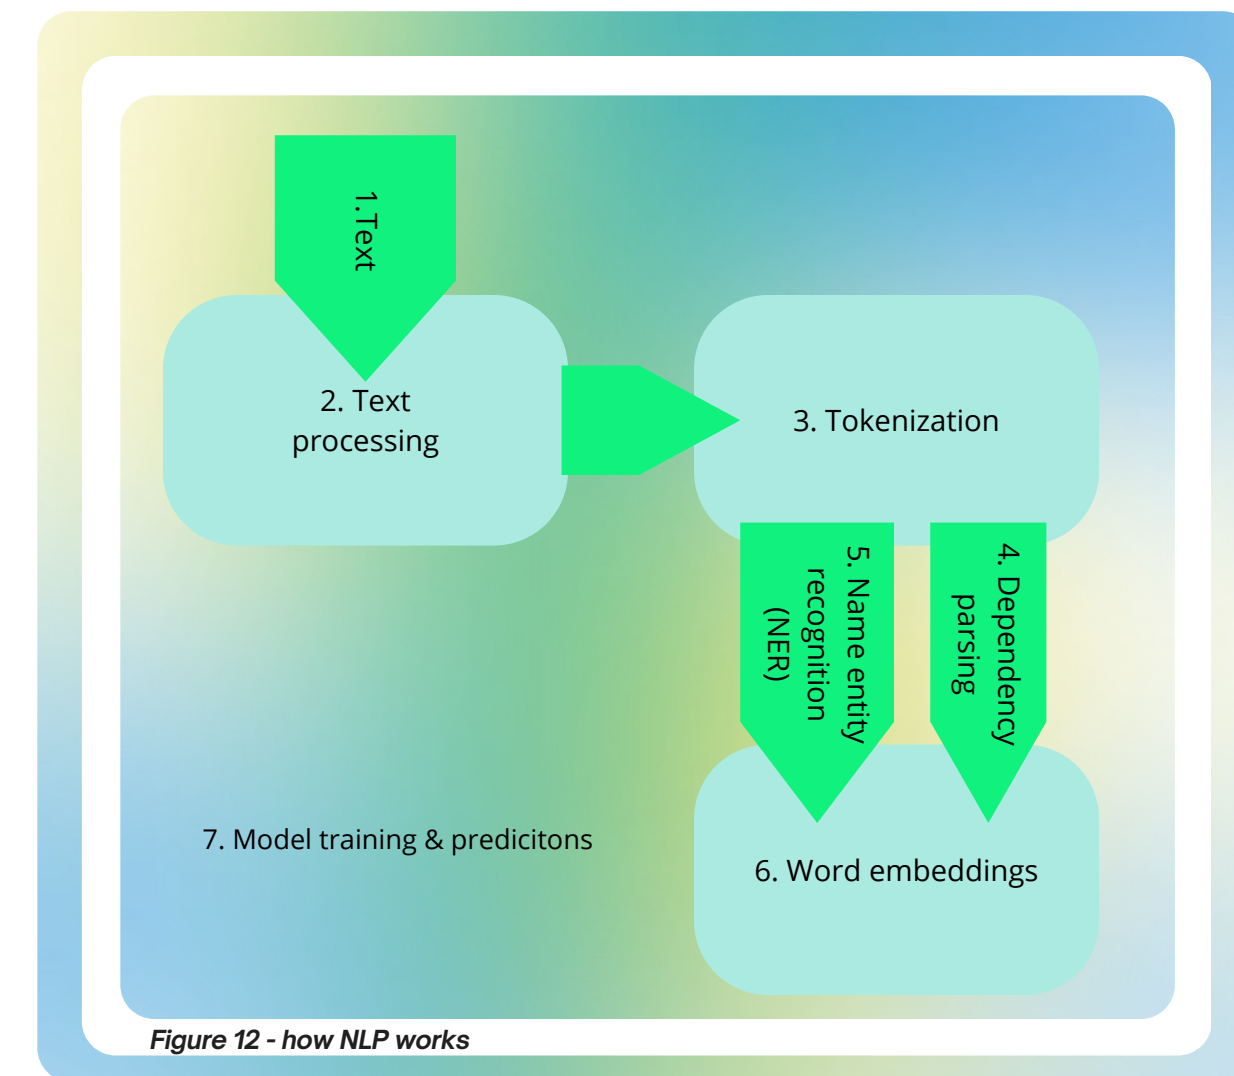 1.Text
2. Text
processing
3. Tokenization
4. Dependency
parsing
5. Name entity
recognition
(NER)
6. Word embeddings
7. Model training & predicitons
Figure 12 - how NLP works